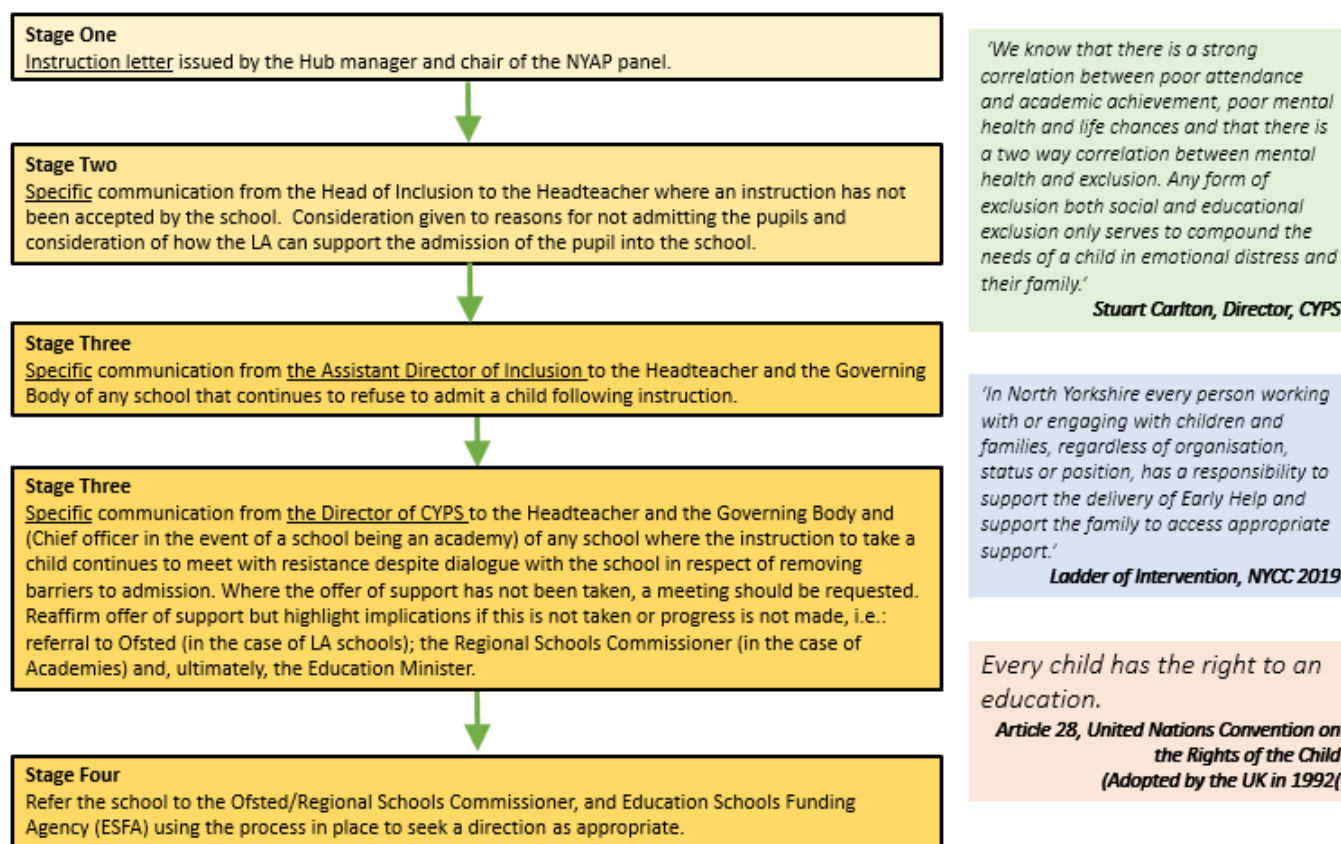 Stage One
Instruction letter issued by the Hub manager and chair of the NYAP panel.
Stage Two
Specific communication from the Head of Inclusion to the Headteacher where an instruction has not
been accepted by the school.  Consideration given to reasons for not admitting the pupils and
consideration of how the LA can support the admission of the pupil into the school.
Stage Three
Specific communication from the Assistant Director of Inclusion to the Headteacher and the Governing
Body of any school that continues to refuse to admit a child following instruction.
Stage Three
Specific communication from the Director of CYPS to the Headteacher and the Governing Body and
(Chief officer in the event of a school being an academy) of any school where the instruction to take a
child continues to meet with resistance despite dialogue with the school in respect of removing
barriers to admission. Where the offer of support has not been taken, a meeting should be requested.
Reaffirm offer of support but highlight implications if this is not taken or progress is not made, i.e.:
referral to Ofsted (in the case of LA schools); the Regional Schools Commissioner (in the case of
Academies) and, ultimately, the Education Minister.
Stage Four
Refer the school to the Ofsted/Regional Schools Commissioner, and Education Schools Funding
Agency (ESFA) using the process in place to seek a direction as appropriate.
'We know that there is a strong
correlation between poor attendance
and academic achievement, poor mental
health and life chances and that there is
a two way correlation between mental
health and exclusion. Any form of
exclusion both social and educational
exclusion only serves to compound the
needs of a child in emotional distress and
their family.'
Stuart Carlton, Director, CYPS
'In North Yorkshire every person working
with or engaging with children and
families, regardless of organisation,
status or position, has a responsibility to
support the delivery of Early Help and
support the family to access appropriate
support.'
Ladder of Intervention, NYCC 2019
Every child has the right to an
education.
Article 28, United Nations Convention on
the Rights of the Child
(Adopted by the UK in 1992(